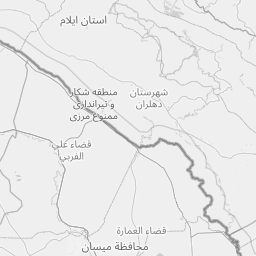 استان ایلام
منطقه شکار
و تیراندازی
ممنوع مرزی
شهرستان
دهلران
قضاء علي
الغربي
قضاء العمارة
محافظة ميسان